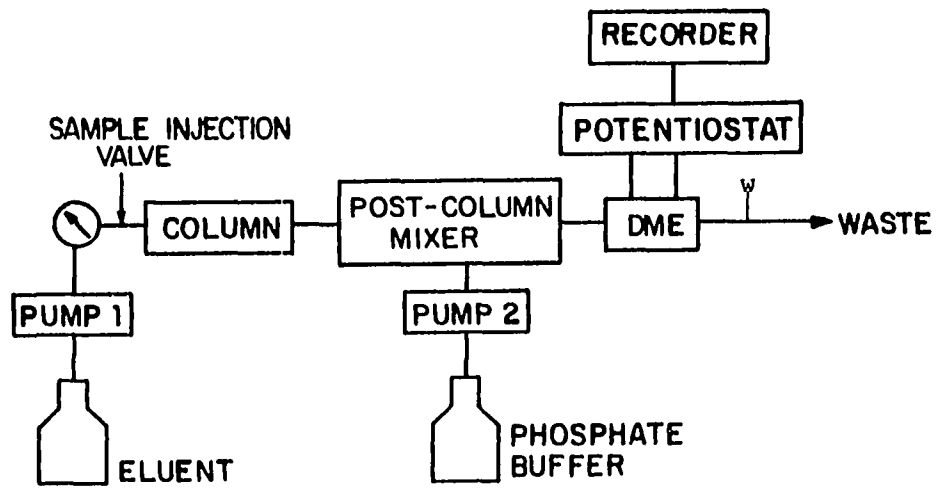 RECORDER
POTENTIOSTAT
SAMPLE INJECTION
VALVE
W
COLUMN
POST-COLUMN
MIXER
DME
WASTE
PUMP 1
PUMP 2
ELUENT
PHOSPHATE
BUFFER